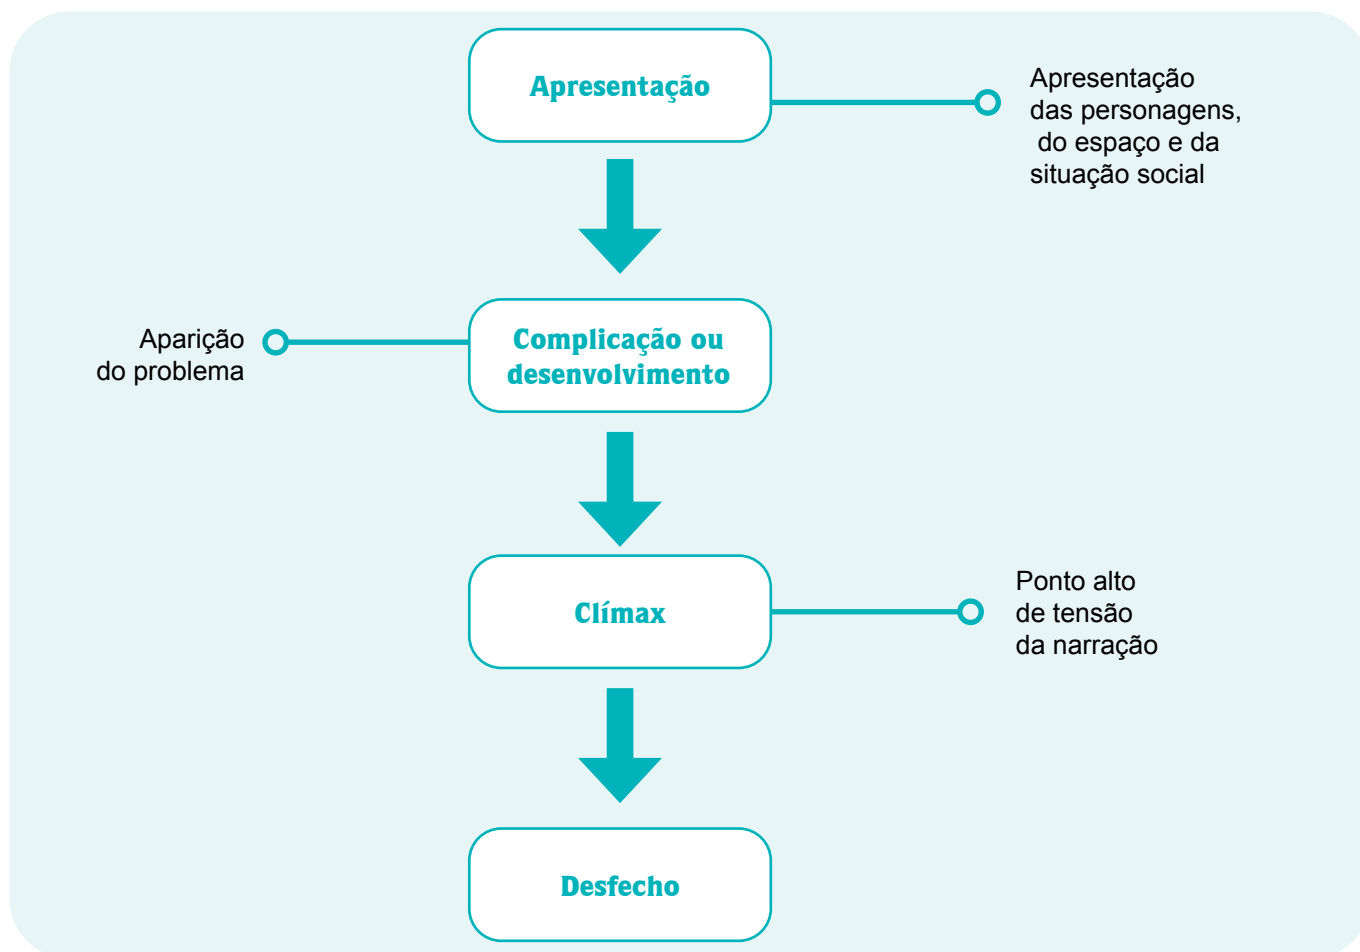 Apresentação
Apresentação
das personagens,
do espaço e da
situação social
Complicação ou
desenvolvimento
Aparição
do problema
Clímax
Ponto alto
de tensão
da narração
Desfecho